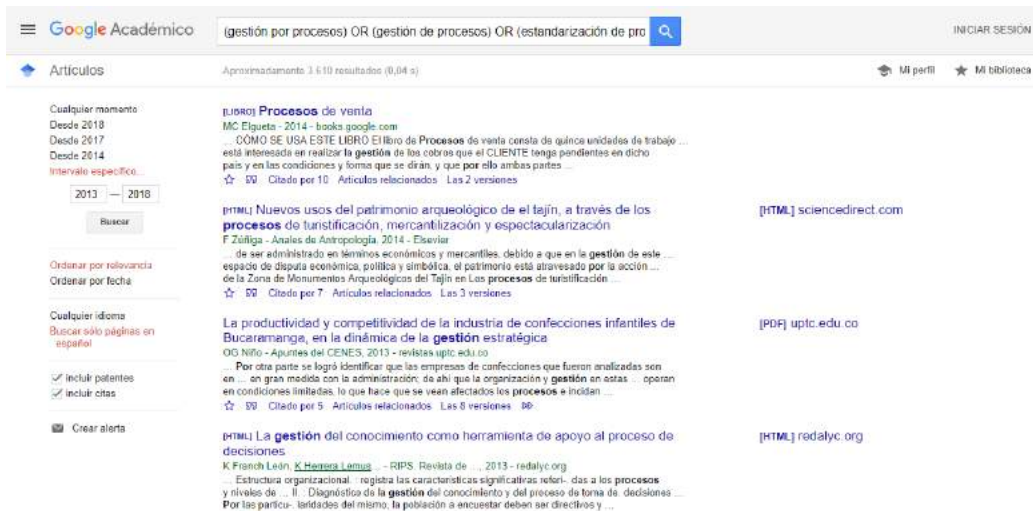 Google Académico
(gestión por procesos) OR (gestión de procesos) OR (estandarización de pro
INICIAR SESIÓN
Artículos
Aproximadamente 3.610 resultados (0,04 s)
Mi perfil
Mi biblioteca
Cualquier momento
Desde 2018
Desde 2017
Desde 2014
Intervalo específico...
2013 — 2018
Buscar
Ordenar por relevancia
Ordenar por fecha
Cualquier idioma
Buscar sólo páginas en
español
incluir patentes
incluir citas
Crear alerta
[LIBRO] Procesos de venta
MC Elgueta - 2014 - books.google.com
... CÓMO SE USA ESTE LIBRO El libro de Procesos de venta consta de quince unidades de trabajo ...
está interesada en realizar la gestión de los cobros que el CLIENTE tenga pendientes en dicho
país y en las condiciones y forma que se dirán, y que por ello ambas partes ...
Citado por 10 Artículos relacionados Las 2 versiones
[HTML] Nuevos usos del patrimonio arqueológico de el tajín, a través de los
procesos de turistificación, mercantilización y espectacularización
F Zúñiga - Anales de Antropología, 2014 - Elsevier
... de ser administrado en términos económicos y mercantiles, debido a que en la gestión de este ...
espacio de disputa económica, política y simbólica, el patrimonio está atravesado por la acción ...
de la Zona de Monumentos Arqueológicos del Tajín en Los procesos de turistificación ...
Citado por 7 Artículos relacionados Las 3 versiones
[HTML] sciencedirect.com
La productividad y competitividad de la industria de confecciones infantiles de
Bucaramanga, en la dinámica de la gestión estratégica
OG Niño - Apuntes del CENES, 2013 - revistas.uptc.edu.co
... Por otra parte se logró identificar que las empresas de confecciones que fueron analizadas son
en ... en gran medida con la administración; de ahí que la organización y gestión en estas ... operan
en condiciones limitadas, lo que hace que se vean afectados los procesos e incidan ...
Citado por 5 Artículos relacionados Las 8 versiones
[PDF] uptc.edu.co
[HTML] La gestión del conocimiento como herramienta de apoyo al proceso de
decisiones
K Franch León, K Herrera Lemus... - RIPS. Revista de ..., 2013 - redalyc.org
... Estructura organizacional. : registra las características significativas referi-. das a los procesos
y niveles de ... II. : Diagnóstico de la gestión del conocimiento y del proceso de toma de. decisiones ...
Por las particu-. laridades del mismo, la población a encuestar deben ser directivos y ...
[HTML] redalyc.org